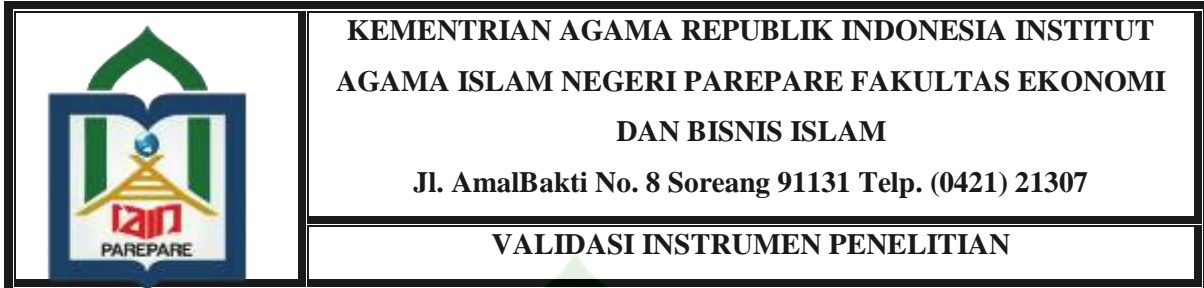 KEMENTRIAN AGAMA REPUBLIK INDONESIA INSTITUT
AGAMA ISLAM NEGERI PAREPARE FAKULTAS EKONOMI
DAN BISNIS ISLAM
Jl. AmalBakti No. 8 Soreang 91131 Telp. (0421) 21307
VALIDASI INSTRUMEN PENELITIAN
IAIN
PAREPARE